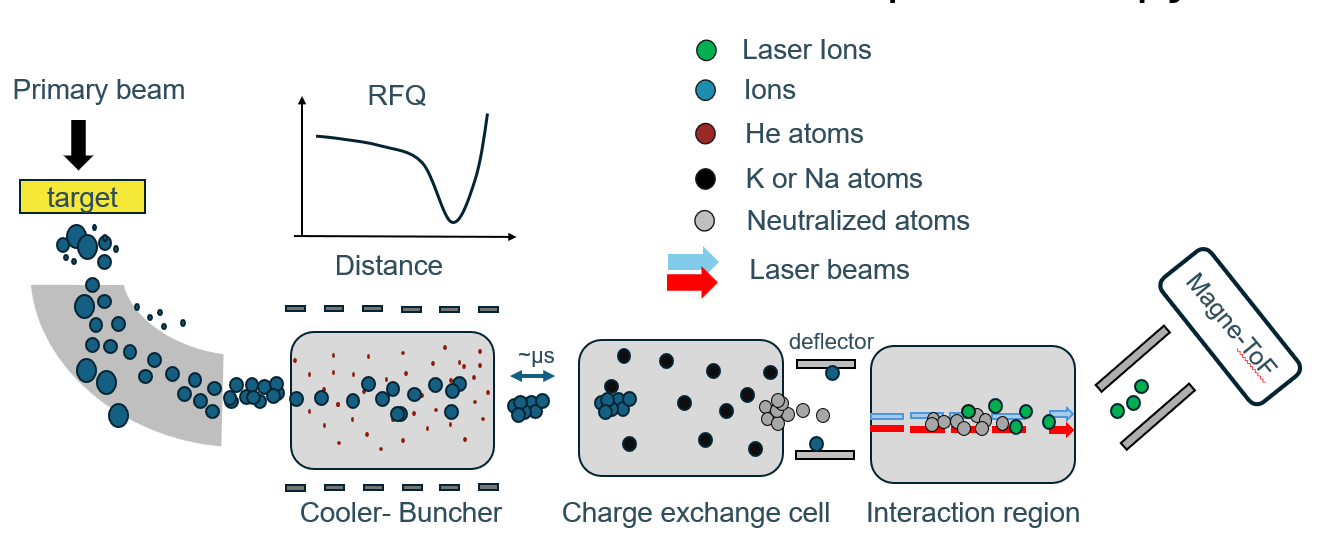 Primary beam
target
RFQ
Distance
Laser Ions
Ions
He atoms
K or Na atoms
Neutralized atoms
Laser beams
~μs
deflector
Magne-ToF
Cooler- Buncher
Charge exchange cell
Interaction region